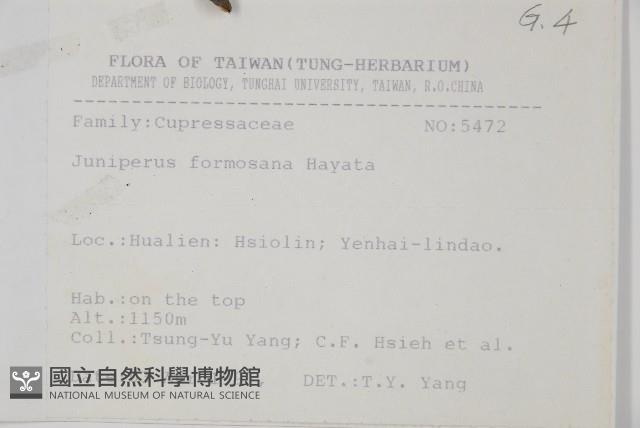 G.4
FLORA OF TAIWAN(TUNG-HERBARIUM)
DEPARTMENT OF BIOLOGY, TUNGHAI UNIVERSITY, TAIWAN, R.O.CHINA
Family:Cupressaceae NO:5472
Juniperus formosana Hayata
Loc.:Hualien: Hsiolin; Yenhai-lindao.
Hab.:on the top
Alt.:1150m
Coll.:Tsung-Yu Yang; C.F. Hsieh et al.
DET.:T.Y. Yang
國立自然科學博物館
NATIONAL MUSEUM OF NATURAL SCIENCE